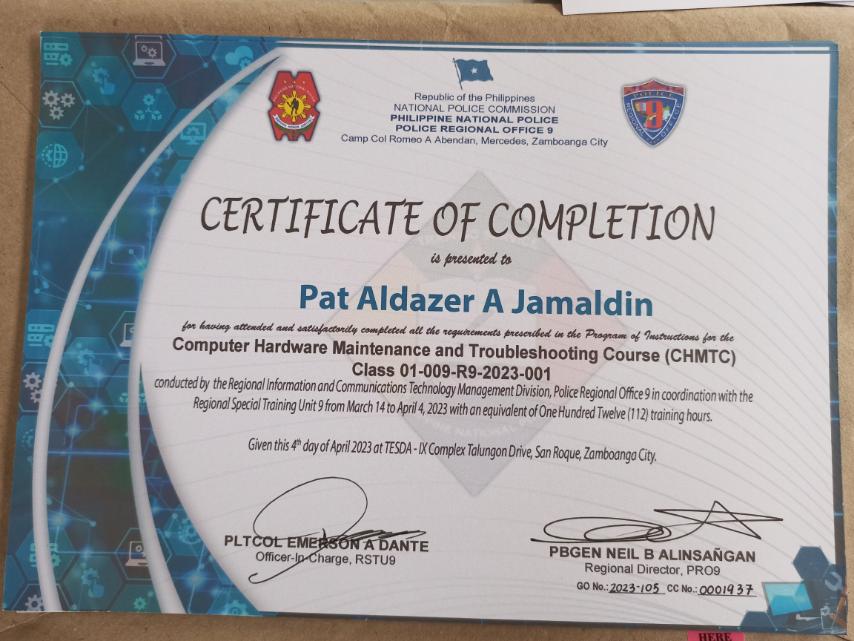 Republic of the Philippines
NATIONAL POLICE COMMISSION
PHILIPPINE NATIONAL POLICE
POLICE REGIONAL OFFICE 9
Camp Col Romeo A Abendan, Mercedes, Zamboanga City
POLICE
9
CERTIFICATE OF COMPLETION
is presented to
Pat Aldazer A Jamaldin
for having attended and satisfactorily completed all the requirements prescribed in the Program of Instructions for the
Computer Hardware Maintenance and Troubleshooting Course (CHMTC)
Class 01-009-R9-2023-001
conducted by the Regional Information and Communications Technology Management Division, Police Regional Office 9 in coordination with the
Regional Special Training Unit 9 from March 14 to April 4, 2023 with an equivalent of One Hundred Twelve (112) training hours.
Given this 4th day of April 2023 at TESDA - IX Complex Talungon Drive, San Roque, Zamboanga City.
PLTCOL EMERSON A DANTE
Officer-In-Charge, RSTU9
PBGEN NEIL B ALINSAÑGAN
Regional Director, PRO9
GO No.: 2023-105 CC No.: 0001937
HERE